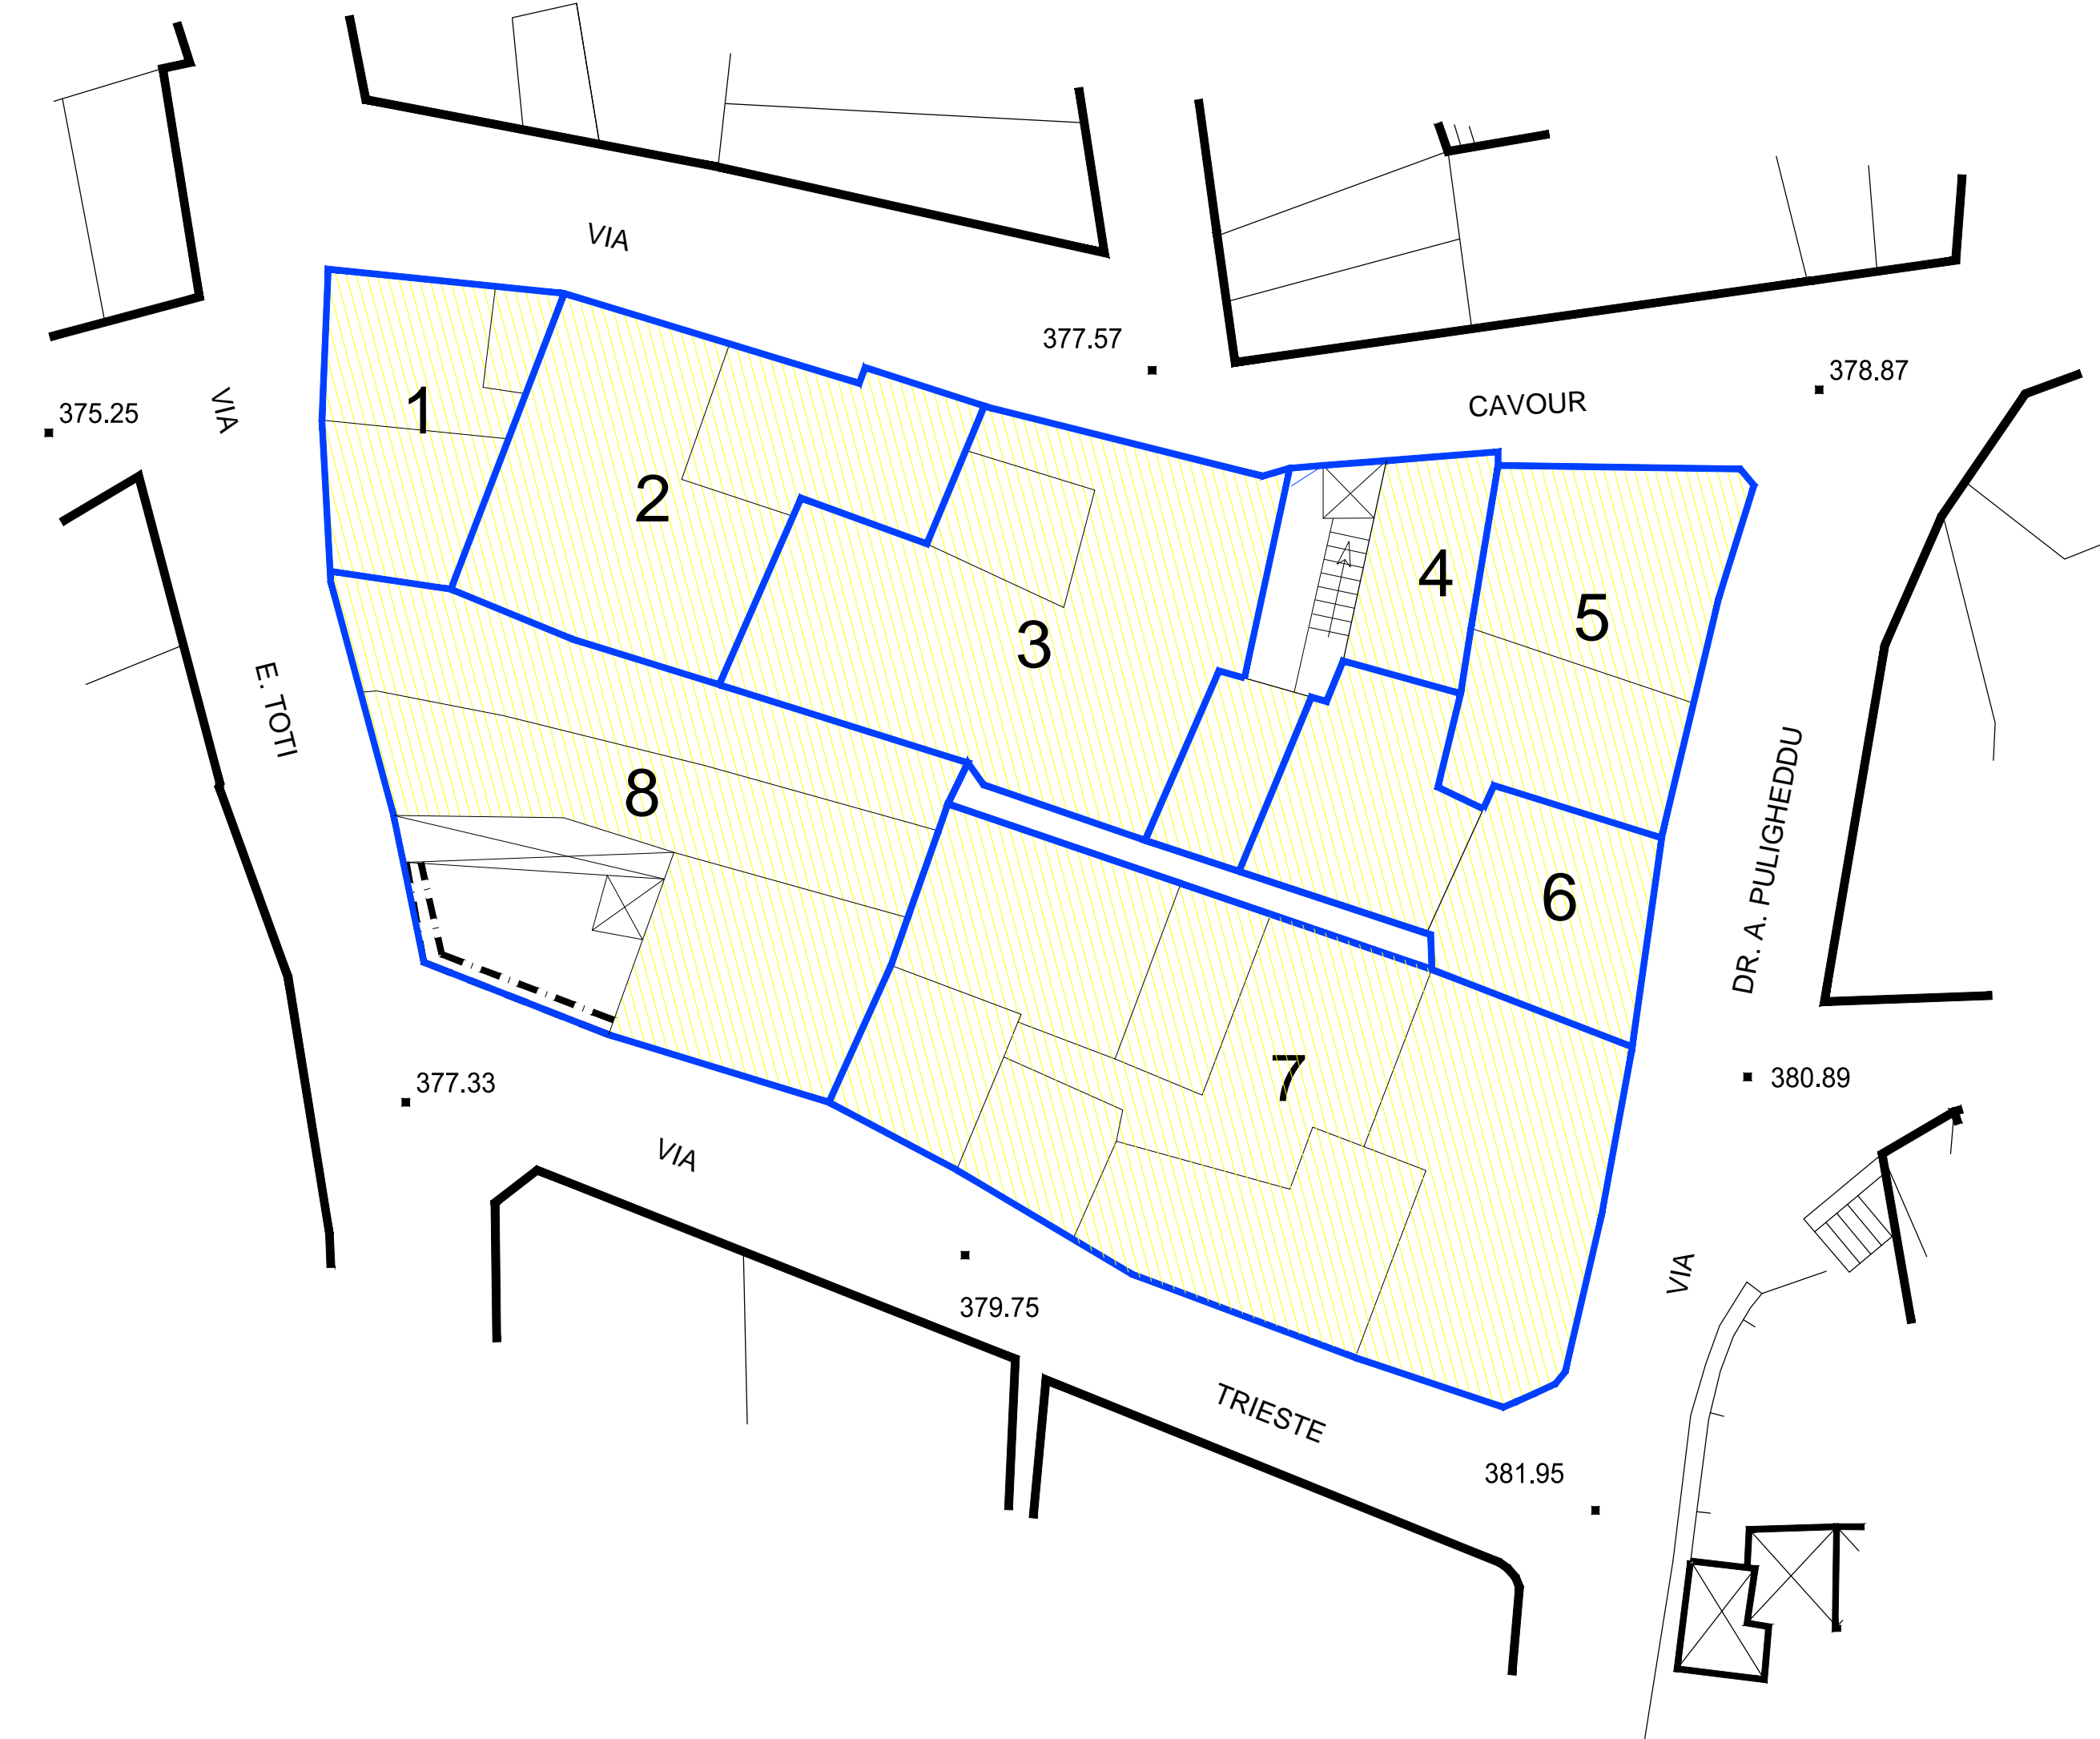 VIA
377.57
378.87
CAVOUR
375.25
VIA
1
2
4
5
3
E. TOTI
8
DR. A. PULIGHEDDU
6
7
377.33
380.89
VIA
VIA
379.75
TRIESTE
381.95